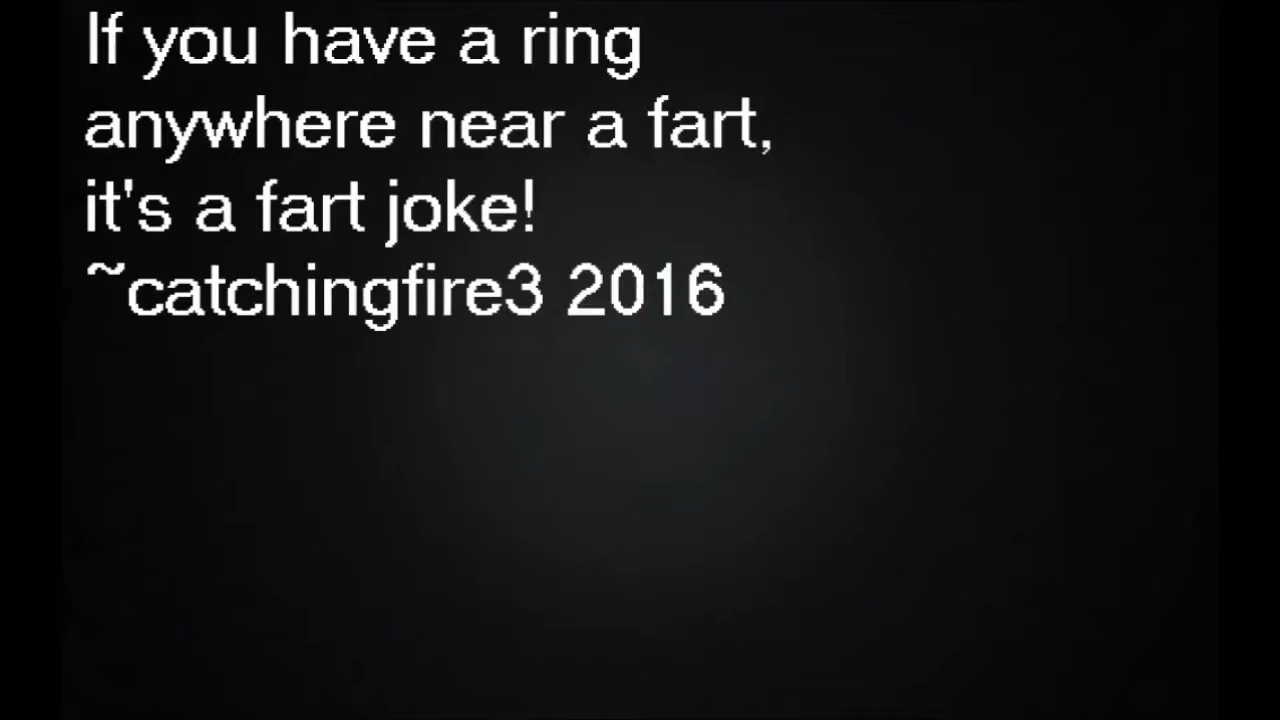 If you have a ring
anywhere near a fart,
it's a fart joke!
~catchingfire3 2016